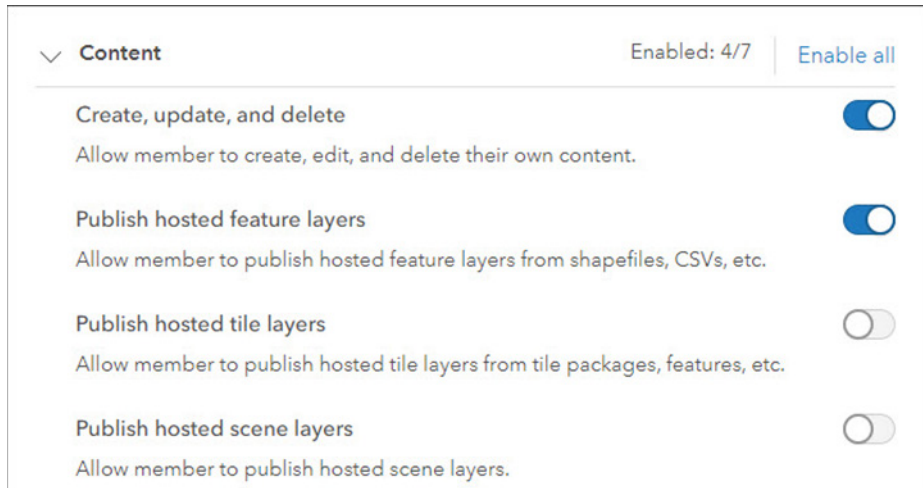 Content Enabled: 4/7 Enable all
Create, update, and delete
Allow member to create, edit, and delete their own content.
Publish hosted feature layers
Allow member to publish hosted feature layers from shapefiles, CSVs, etc.
Publish hosted tile layers
Allow member to publish hosted tile layers from tile packages, features, etc.
Publish hosted scene layers
Allow member to publish hosted scene layers.